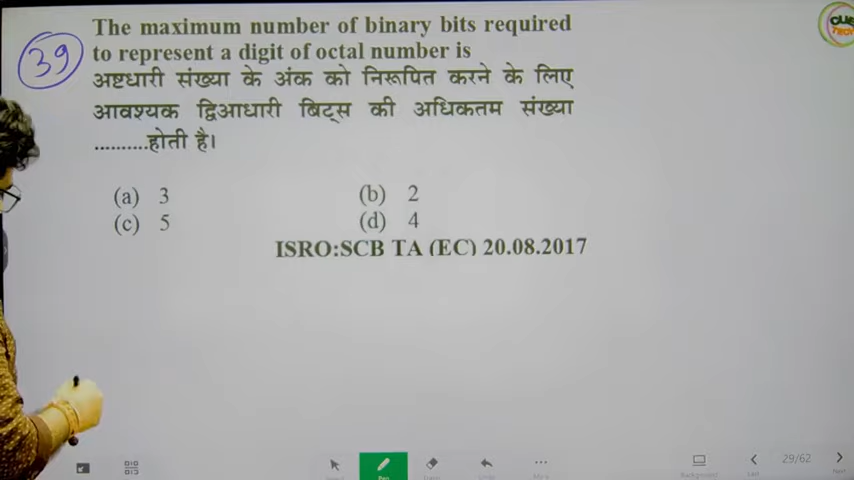 39
The maximum number of binary bits required
to represent a digit of octal number is
अष्टधारी संख्या के अंक को निरूपित करने के लिए
आवश्यक द्विआधारी बिट्स की अधिकतम संख्या
..........होती है।
(a) 3 (b) 2
(c) 5 (d) 4
ISRO:SCB TA (EC) 20.08.2017
29/62